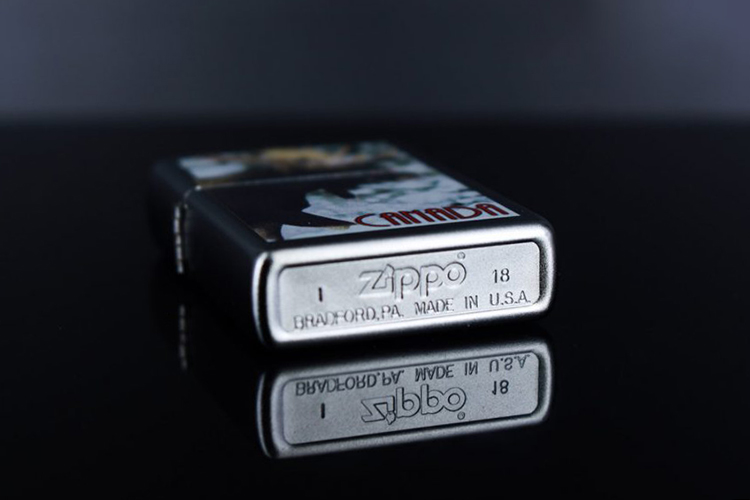 CANADA
I zippo® 18
BRADFORD,PA. MADE IN U.S.A.